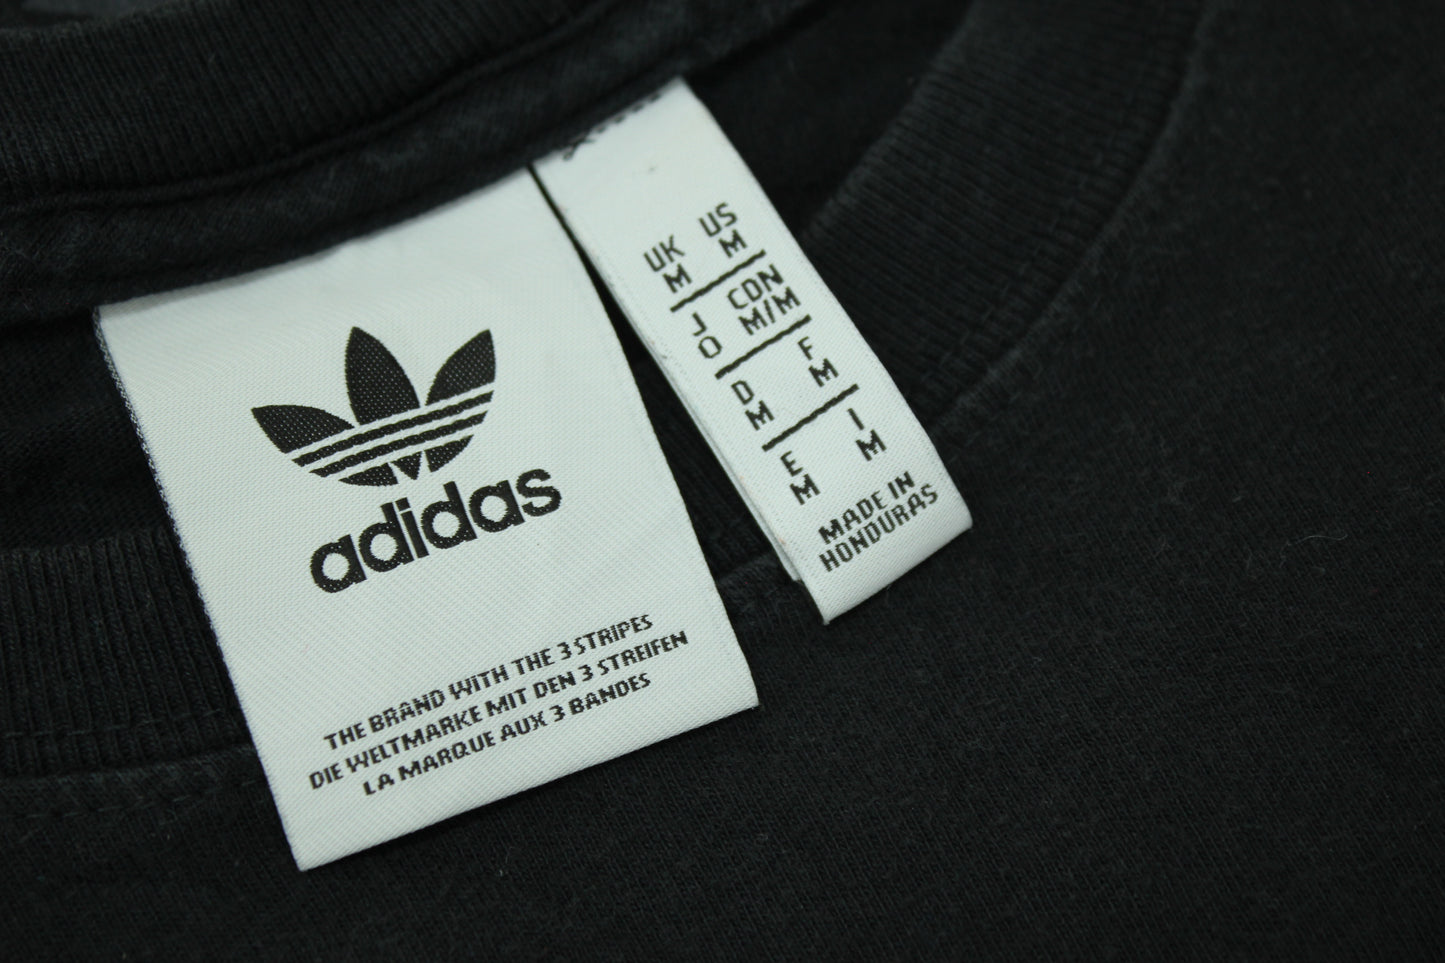 adidas
THE BRAND WITH THE 3 STRIPES
DIE WELTMARKE MIT DEN 3 STREIFEN
LA MARQUE AUX 3 BANDES
UK US
M M
J CDN
O M/M
D F
M M
E I
M M
MADE IN
HONDURAS